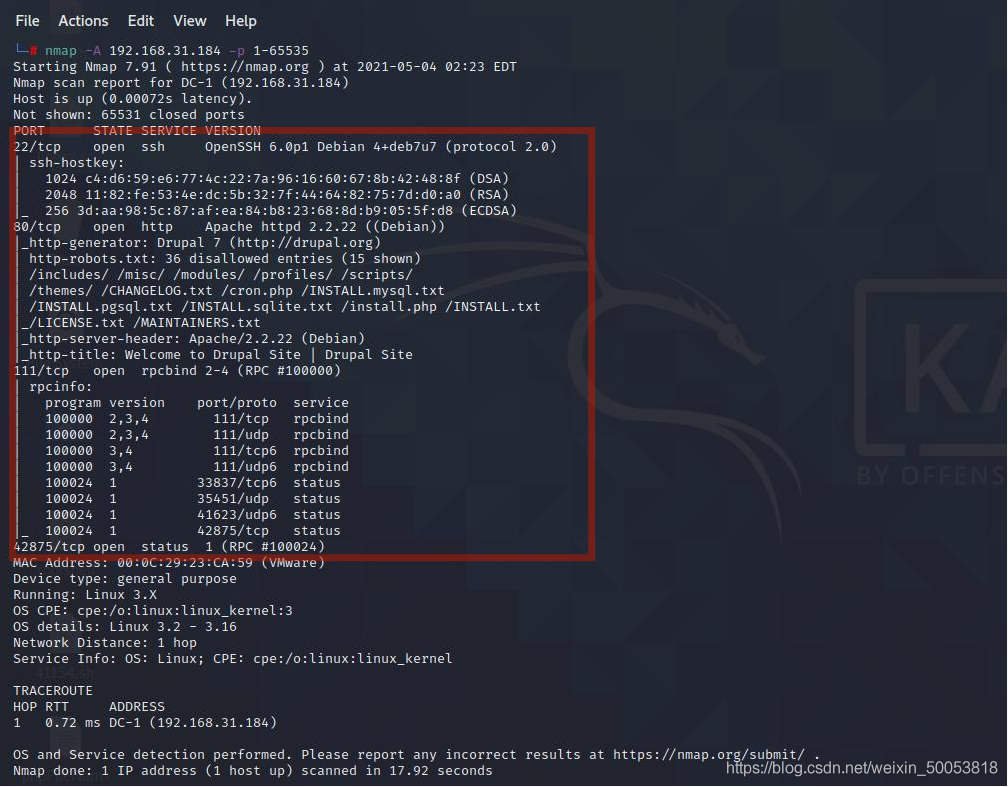 File Actions Edit View Help
└─# nmap -A 192.168.31.184 -p 1-65535
Starting Nmap 7.91 ( https://nmap.org ) at 2021-05-04 02:23 EDT
Nmap scan report for DC-1 (192.168.31.184)
Host is up (0.00072s latency).
Not shown: 65531 closed ports
PORT      STATE SERVICE VERSION
22/tcp    open  ssh     OpenSSH 6.0p1 Debian 4+deb7u7 (protocol 2.0)
| ssh-hostkey:
|   1024 c4:d6:59:e6:77:4c:22:7a:96:16:60:67:8b:42:48:8f (DSA)
|   2048 11:82:fe:53:4e:dc:5b:32:7f:44:64:82:75:7d:d0:a0 (RSA)
|_  256 3d:aa:98:5c:87:af:ea:84:b8:23:68:8d:b9:05:5f:d8 (ECDSA)
80/tcp    open  http    Apache httpd 2.2.22 ((Debian))
|_http-generator: Drupal 7 (http://drupal.org)
| http-robots.txt: 36 disallowed entries (15 shown)
| /includes/ /misc/ /modules/ /profiles/ /scripts/
| /themes/ /CHANGELOG.txt /cron.php /INSTALL.mysql.txt
| /INSTALL.pgsql.txt /INSTALL.sqlite.txt /install.php /INSTALL.txt
|_/LICENSE.txt /MAINTAINERS.txt
|_http-server-header: Apache/2.2.22 (Debian)
|_http-title: Welcome to Drupal Site | Drupal Site
111/tcp   open  rpcbind 2-4 (RPC #100000)
| rpcinfo:
|   program version    port/proto  service
|   100000  2,3,4        111/tcp   rpcbind
|   100000  2,3,4        111/udp   rpcbind
|   100000  3,4          111/tcp6  rpcbind
|   100000  3,4          111/udp6  rpcbind
|   100024  1          33837/tcp6  status
|   100024  1          35451/udp   status
|   100024  1          41623/udp6  status
|_  100024  1          42875/tcp   status
42875/tcp open  status  1 (RPC #100024)
MAC Address: 00:0C:29:23:CA:59 (VMware)
Device type: general purpose
Running: Linux 3.X
OS CPE: cpe:/o:linux:linux_kernel:3
OS details: Linux 3.2 - 3.16
Network Distance: 1 hop
Service Info: OS: Linux; CPE: cpe:/o:linux:linux_kernel
41154.sh
TRACEROUTE
HOP RTT     ADDRESS
1   0.72 ms DC-1 (192.168.31.184)
OS and Service detection performed. Please report any incorrect results at https://nmap.org/submit/ .
Nmap done: 1 IP address (1 host up) scanned in 17.92 seconds
KA
BY OFFENS
https://blog.csdn.net/weixin_50053818